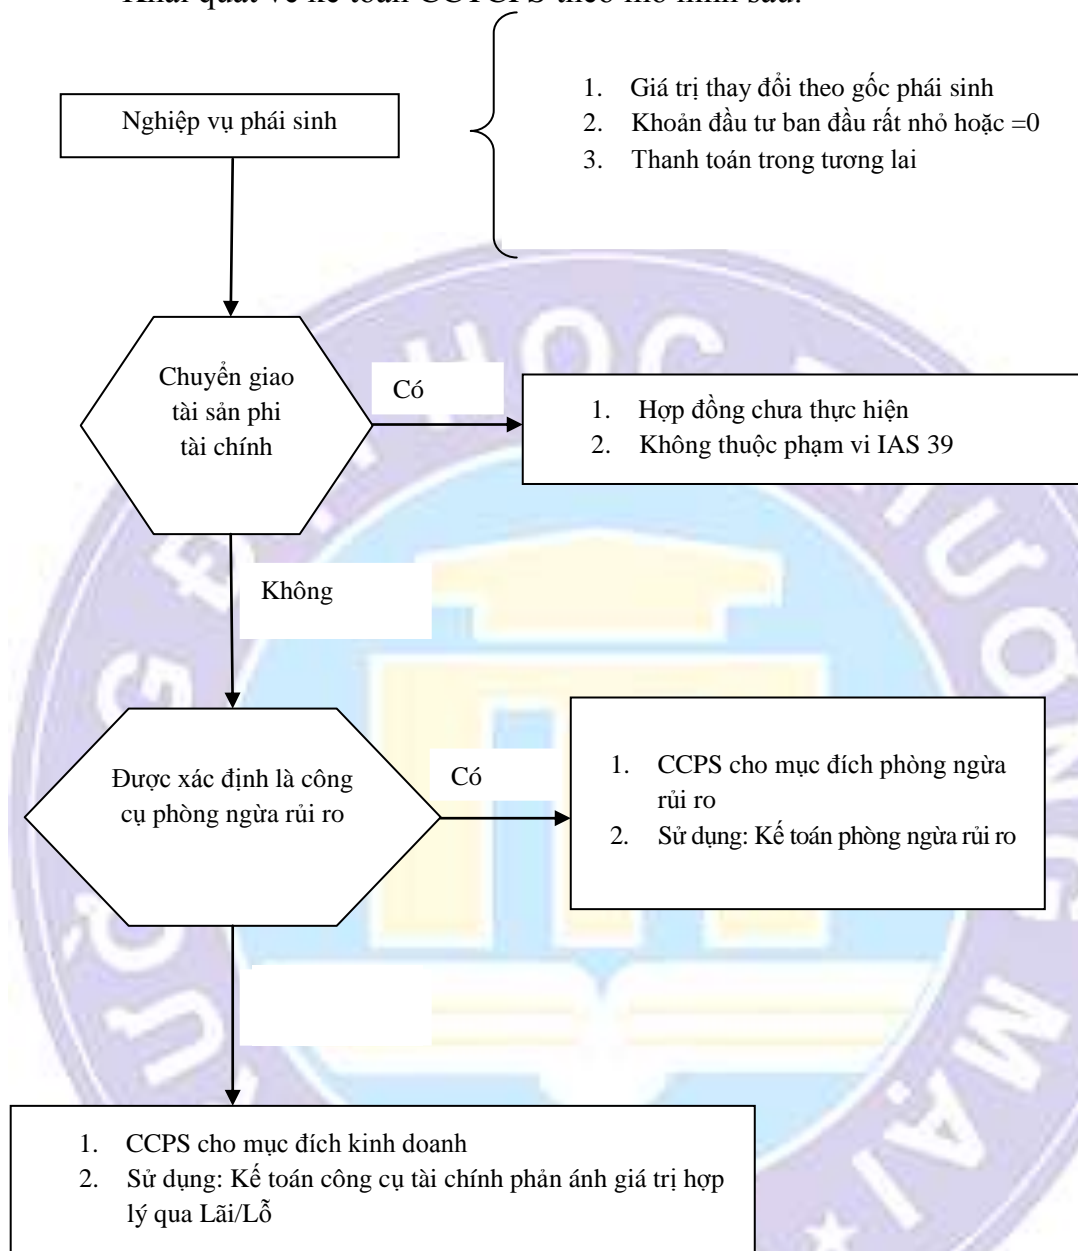 Khái quát về kế toán CCTCPS theo mô hình sau:
Nghiệp vụ phái sinh
1. Giá trị thay đổi theo gốc phái sinh
2. Khoản đầu tư ban đầu rất nhỏ hoặc =0
3. Thanh toán trong tương lai
Chuyển giao
tài sản phi
tài chính
Có
1. Hợp đồng chưa thực hiện
2. Không thuộc phạm vi IAS 39
Không
Được xác định là công
cụ phòng ngừa rủi ro
Có
1. CCPS cho mục đích phòng ngừa
rủi ro
2. Sử dụng: Kế toán phòng ngừa rủi ro
1. CCPS cho mục đích kinh doanh
2. Sử dụng: Kế toán công cụ tài chính phản ánh giá trị hợp
lý qua Lãi/Lỗ